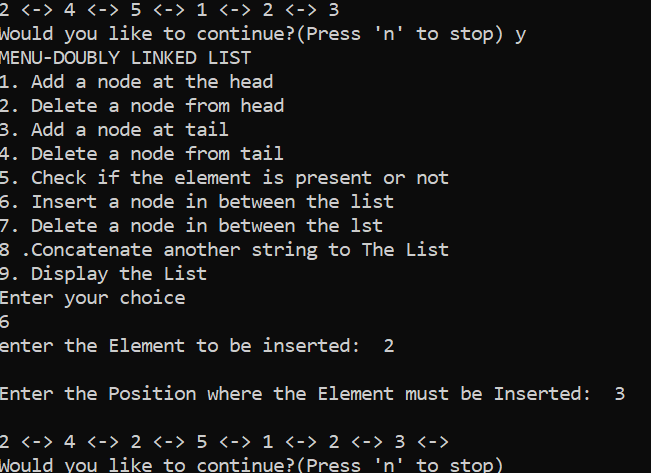 2 <-> 4 <-> 5 <-> 1 <-> 2 <-> 3
Would you like to continue?(Press 'n' to stop) y
MENU-DOUBLY LINKED LIST
1. Add a node at the head
2. Delete a node from head
3. Add a node at tail
4. Delete a node from tail
5. Check if the element is present or not
6. Insert a node in between the list
7. Delete a node in between the lst
8 .Concatenate another string to The List
9. Display the List
Enter your choice
6
enter the Element to be inserted:  2
Enter the Position where the Element must be Inserted:  3
2 <-> 4 <-> 2 <-> 5 <-> 1 <-> 2 <-> 3 <->
Would you like to continue?(Press 'n' to stop)